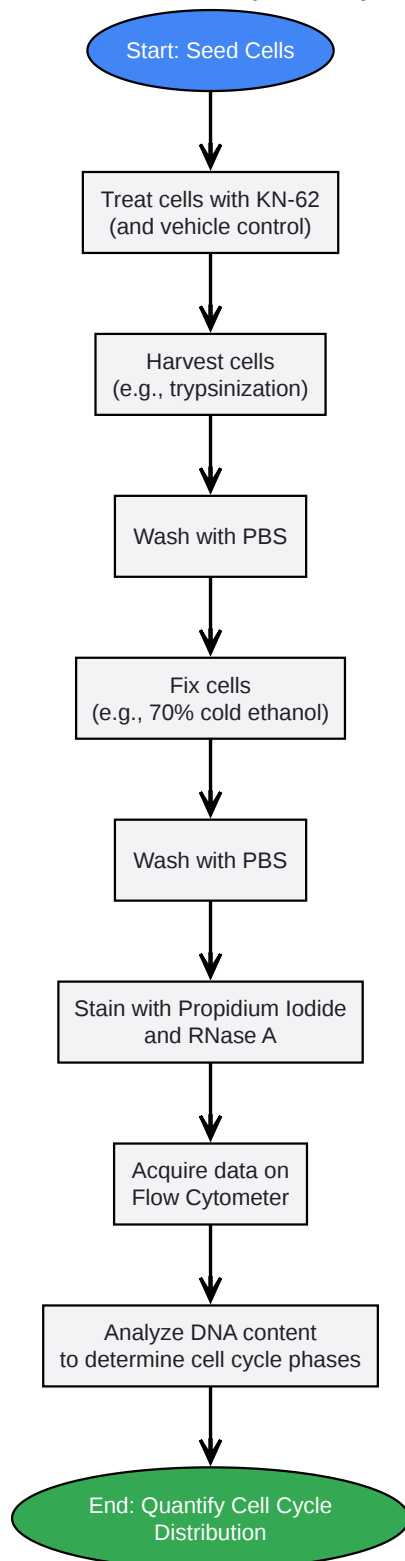 Start: Seed Cells
Treat cells with KN-62
(and vehicle control)
Harvest cells
(e.g., trypsinization)
Wash with PBS
Fix cells
(e.g., 70% cold ethanol)
Wash with PBS
Stain with Propidium Iodide
and RNase A
Acquire data on
Flow Cytometer
Analyze DNA content
to determine cell cycle phases
End: Quantify Cell Cycle
Distribution